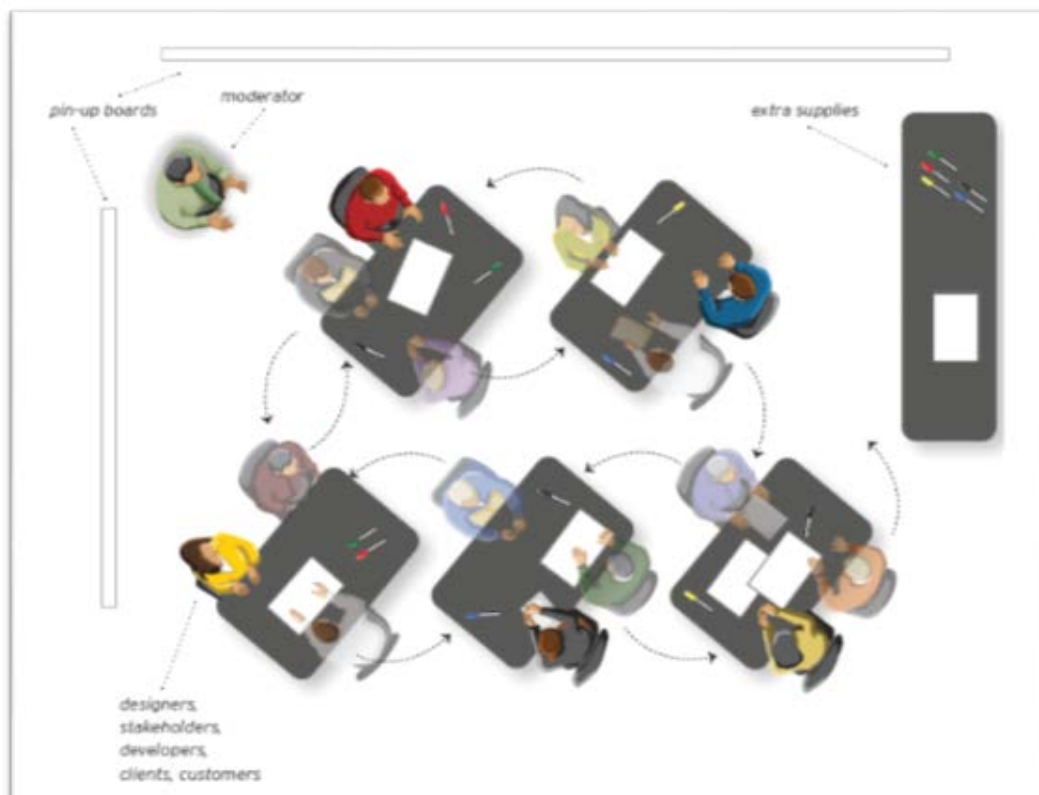 pin-up boards
moderator
extra supplies
designers,
stakeholders,
developers,
clients, customers